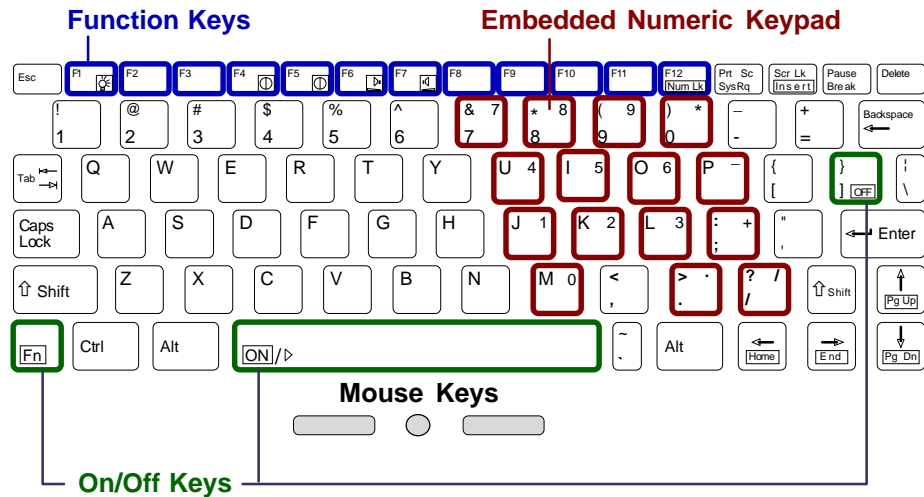 Function Keys Embedded Numeric Keypad
Esc F1 F2 F3 F4 F5 F6 F7 F8 F9 F10 F11 F12 Num Lk Prt Sc SysRq Scr Lk Insert Pause Break Delete
! 1 @ 2 # 3 $ 4 % 5 ^ 6 & 7 7 * 8 8 ( 9 9 ) * 0 _ - + = Backspace
Tab Q W E R T Y U 4 I 5 O 6 P − { [ } ] OFF ¦ \
Caps Lock A S D F G H J 1 K 2 L 3 : + ; " ' Enter
⇧ Shift Z X C V B N M 0 < , > . . ? / / ⇧ Shift Pg Up
Fn Ctrl Alt ON/▷ ~ ` Alt Home End Pg Dn
Mouse Keys
On/Off Keys